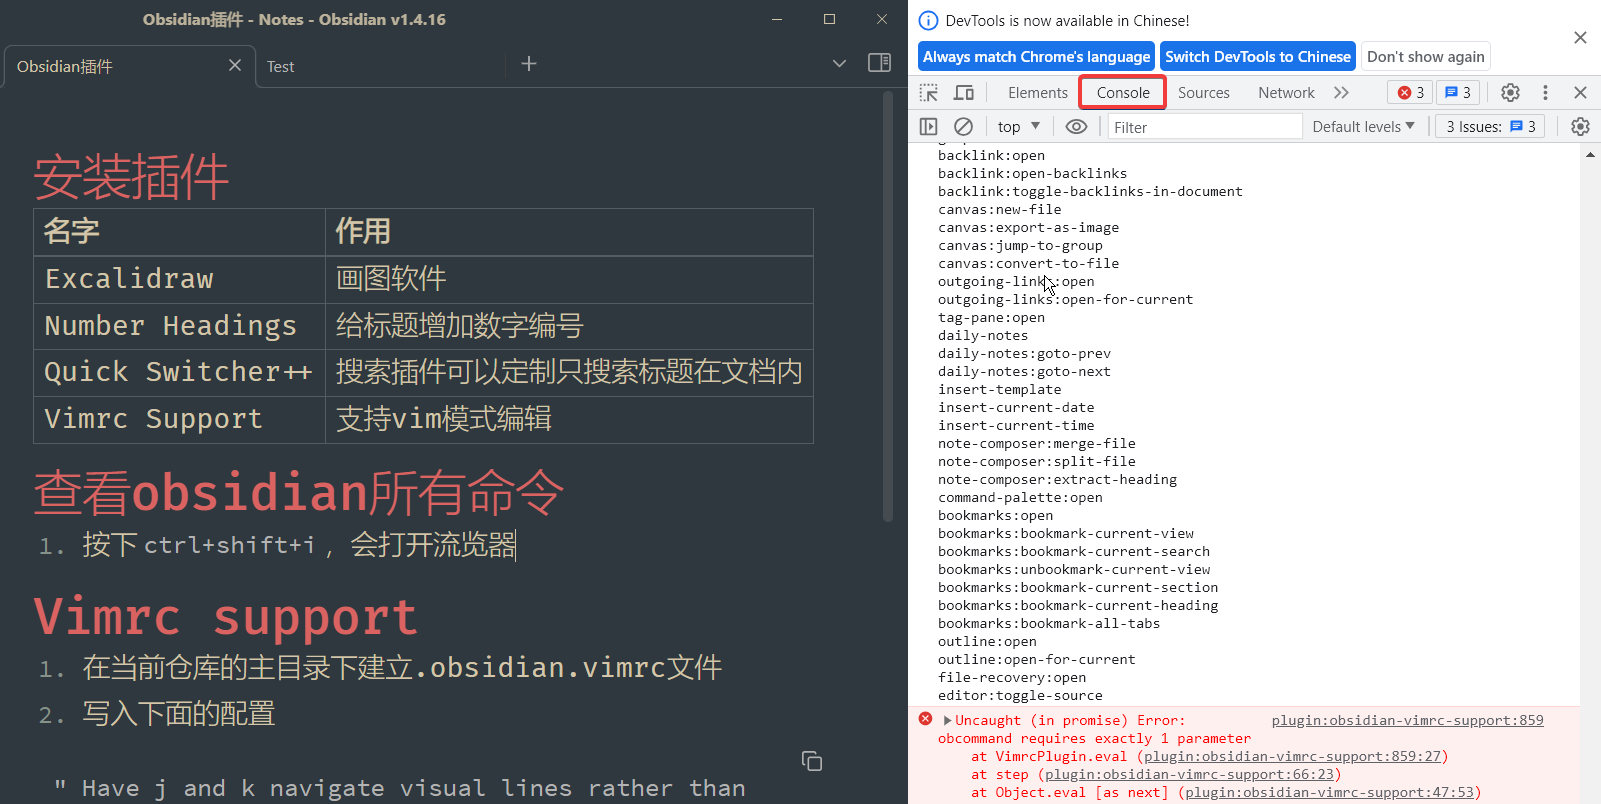 Obsidian插件 - Notes - Obsidian v1.4.16
Obsidian插件
Test
安装插件
名字 作用
Excalidraw 画图软件
Number Headings 给标题增加数字编号
Quick Switcher++ 搜索插件可以定制只搜索标题在文档内
Vimrc Support 支持vim模式编辑
查看obsidian所有命令
1. 按下 ctrl+shift+i ，会打开流览器
Vimrc support
1. 在当前仓库的主目录下建立.obsidian.vimrc文件
2. 写入下面的配置
" Have j and k navigate visual lines rather than
DevTools is now available in Chinese!
Always match Chrome's language Switch DevTools to Chinese Don't show again
Elements Console Sources Network 3 3
top Filter Default levels 3 Issues: 3
backlink:open
backlink:open-backlinks
backlink:toggle-backlinks-in-document
canvas:new-file
canvas:export-as-image
canvas:jump-to-group
canvas:convert-to-file
outgoing-links:open
outgoing-links:open-for-current
tag-pane:open
daily-notes
daily-notes:goto-prev
daily-notes:goto-next
insert-template
insert-current-date
insert-current-time
note-composer:merge-file
note-composer:split-file
note-composer:extract-heading
command-palette:open
bookmarks:open
bookmarks:bookmark-current-view
bookmarks:bookmark-current-search
bookmarks:unbookmark-current-view
bookmarks:bookmark-current-section
bookmarks:bookmark-current-heading
bookmarks:bookmark-all-tabs
outline:open
outline:open-for-current
file-recovery:open
editor:toggle-source
Uncaught (in promise) Error: plugin:obsidian-vimrc-support:859
obcommand requires exactly 1 parameter
at VimrcPlugin.eval (plugin:obsidian-vimrc-support:859:27)
at step (plugin:obsidian-vimrc-support:66:23)
at Object.eval [as next] (plugin:obsidian-vimrc-support:47:53)